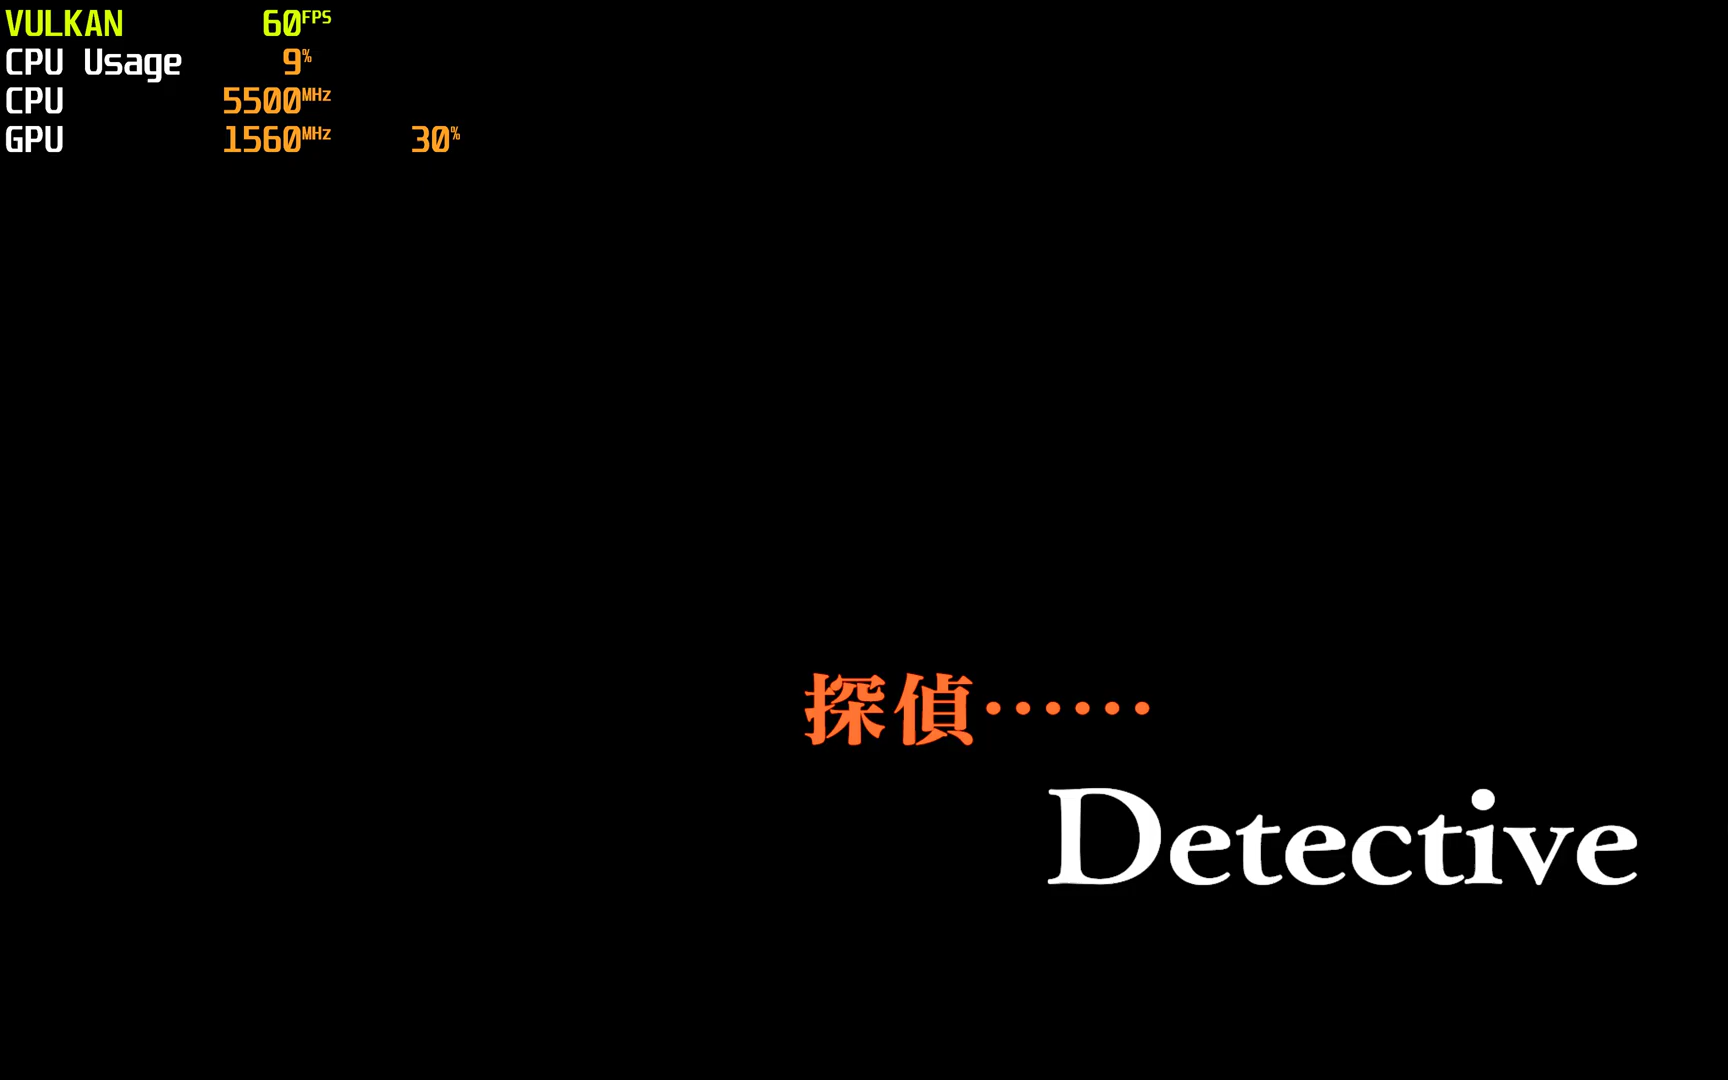 VULKAN 60FPS
CPU Usage 9%
CPU 5500MHz
GPU 1560MHz 30%
探偵⋯⋯
Detective